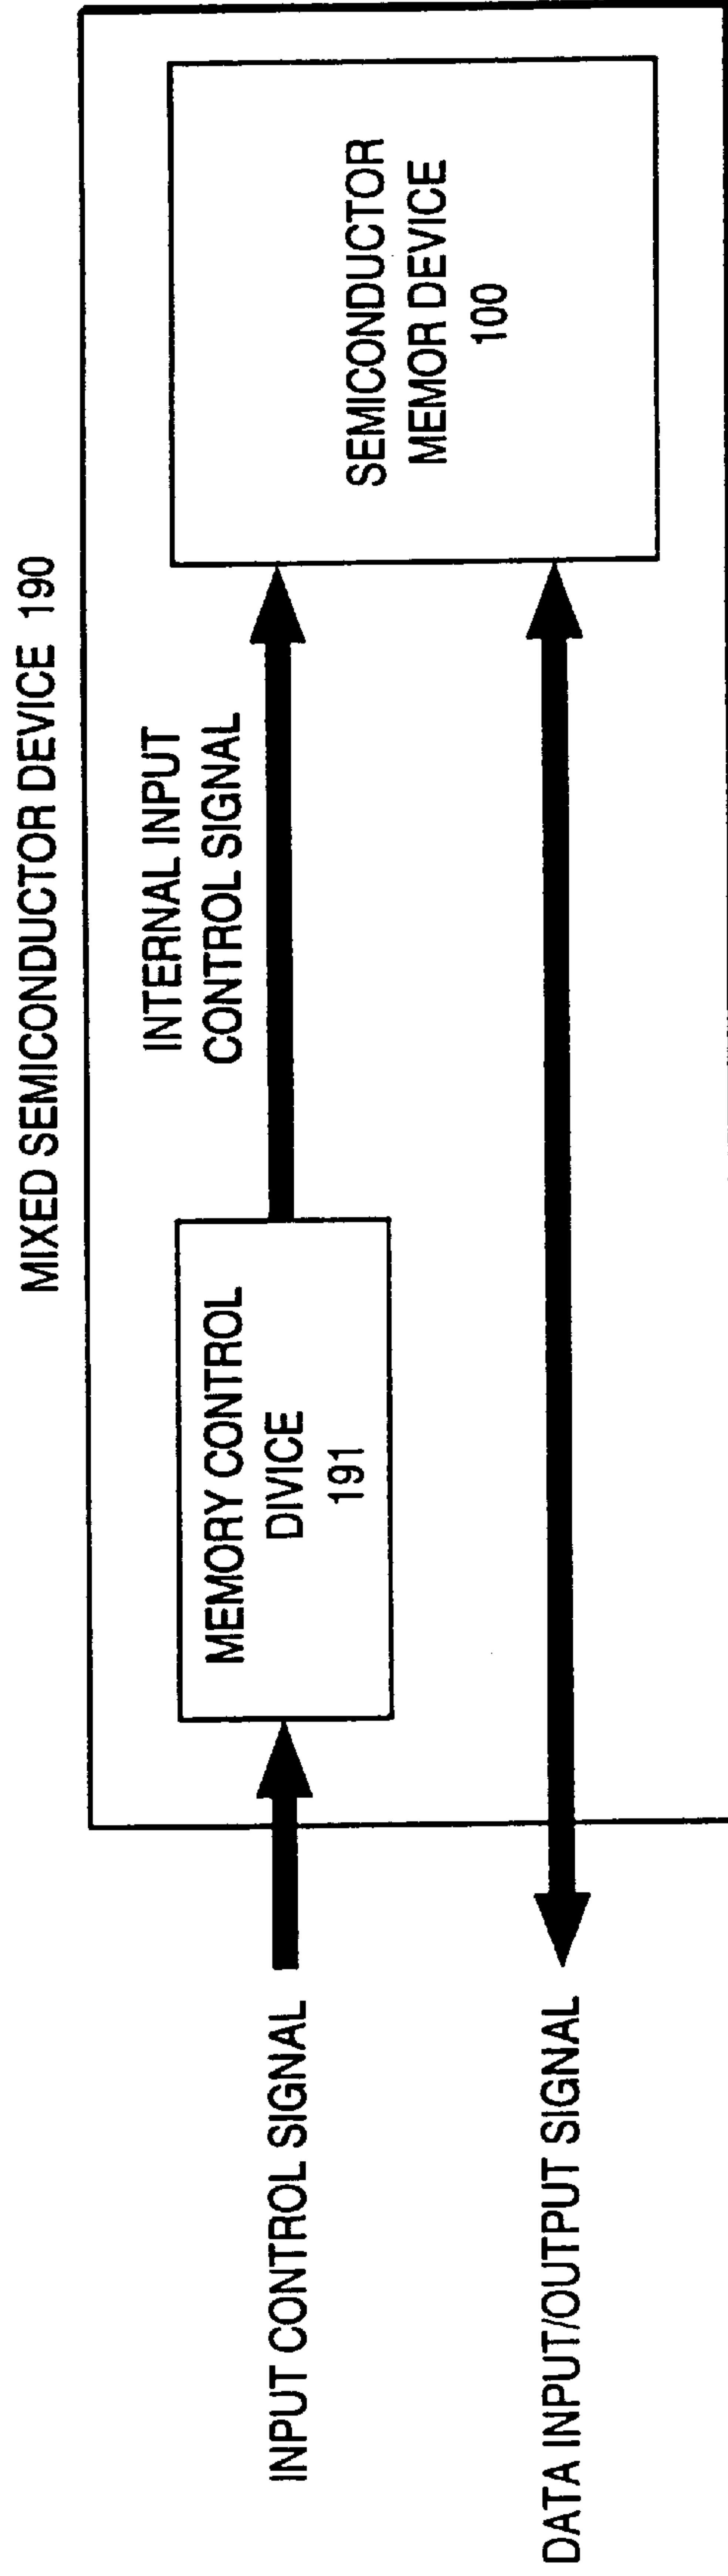 MIXED SEMICONDUCTOR DEVICE 190
INPUT CONTROL SIGNAL
MEMORY CONTROL
DIVICE
191
INTERNAL INPUT
CONTROL SIGNAL
SEMICONDUCTOR
MEMOR DEVICE
100
DATA INPUT/OUTPUT SIGNAL